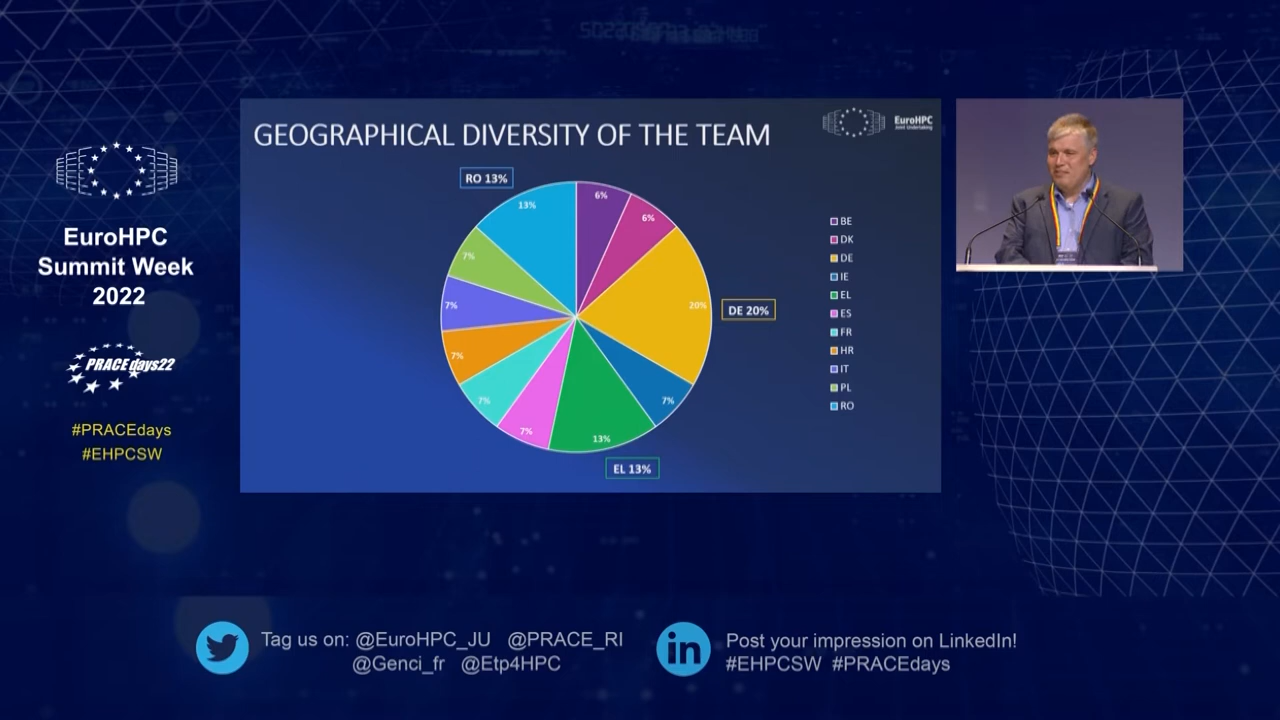 EuroHPC
Summit Week
2022
PRACEdays22
#PRACEdays
#EHPCSW
GEOGRAPHICAL DIVERSITY OF THE TEAM
EuroHPC
Joint Undertaking
RO 13%
13%
6%
6%
7%
7%
20%
DE 20%
7%
7%
7%
7%
13%
EL 13%
BE
DK
DE
IE
EL
ES
FR
HR
IT
PL
RO
Tag us on: @EuroHPC_JU @PRACE_RI
@Genci_fr @Etp4HPC
in
Post your impression on LinkedIn!
#EHPCSW #PRACEdays